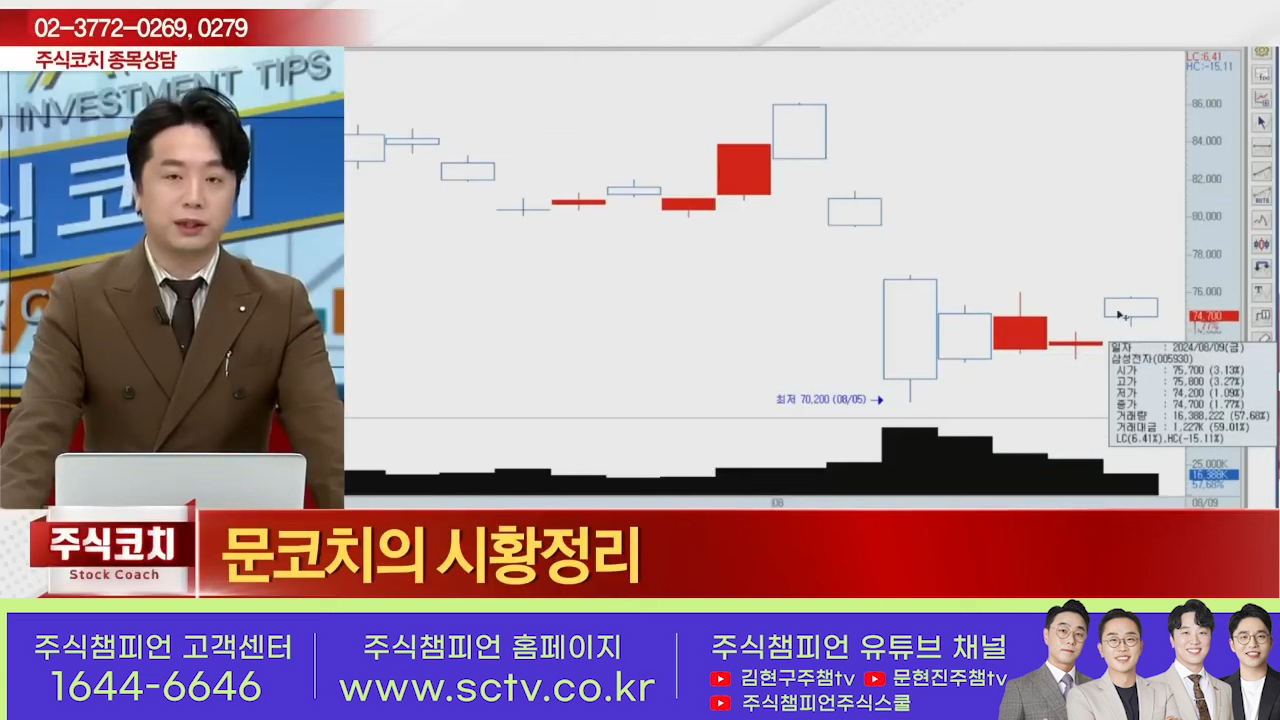 02-3772-0269, 0279
주식코치 종목상담
INVESTMENT TIPS
식코
LC:6.41
HC:-15.11
86,000
84,000
82,000
80,000
78,000
76,000
74,700
1.77%
최저 70,200 (08/05) →
일자 : 2024/08/09(금)
삼성전자(005930)
시가 : 75,700 (3.13%)
고가 : 75,800 (3.27%)
저가 : 74,200 (1.09%)
종가 : 74,700 (1.77%)
거래량 : 16,388,222 (57.68%)
거래대금 : 1,227K (59.01%)
LC(6.41%),HC(-15.11%)
25,000K
16,388K
57.68%
08/09
주식코치
Stock Coach
문코치의 시황정리
주식챔피언 고객센터
1644-6646
주식챔피언 홈페이지
www.sctv.co.kr
주식챔피언 유튜브 채널
김현구주챔tv 문현진주챔tv
주식챔피언주식스쿨